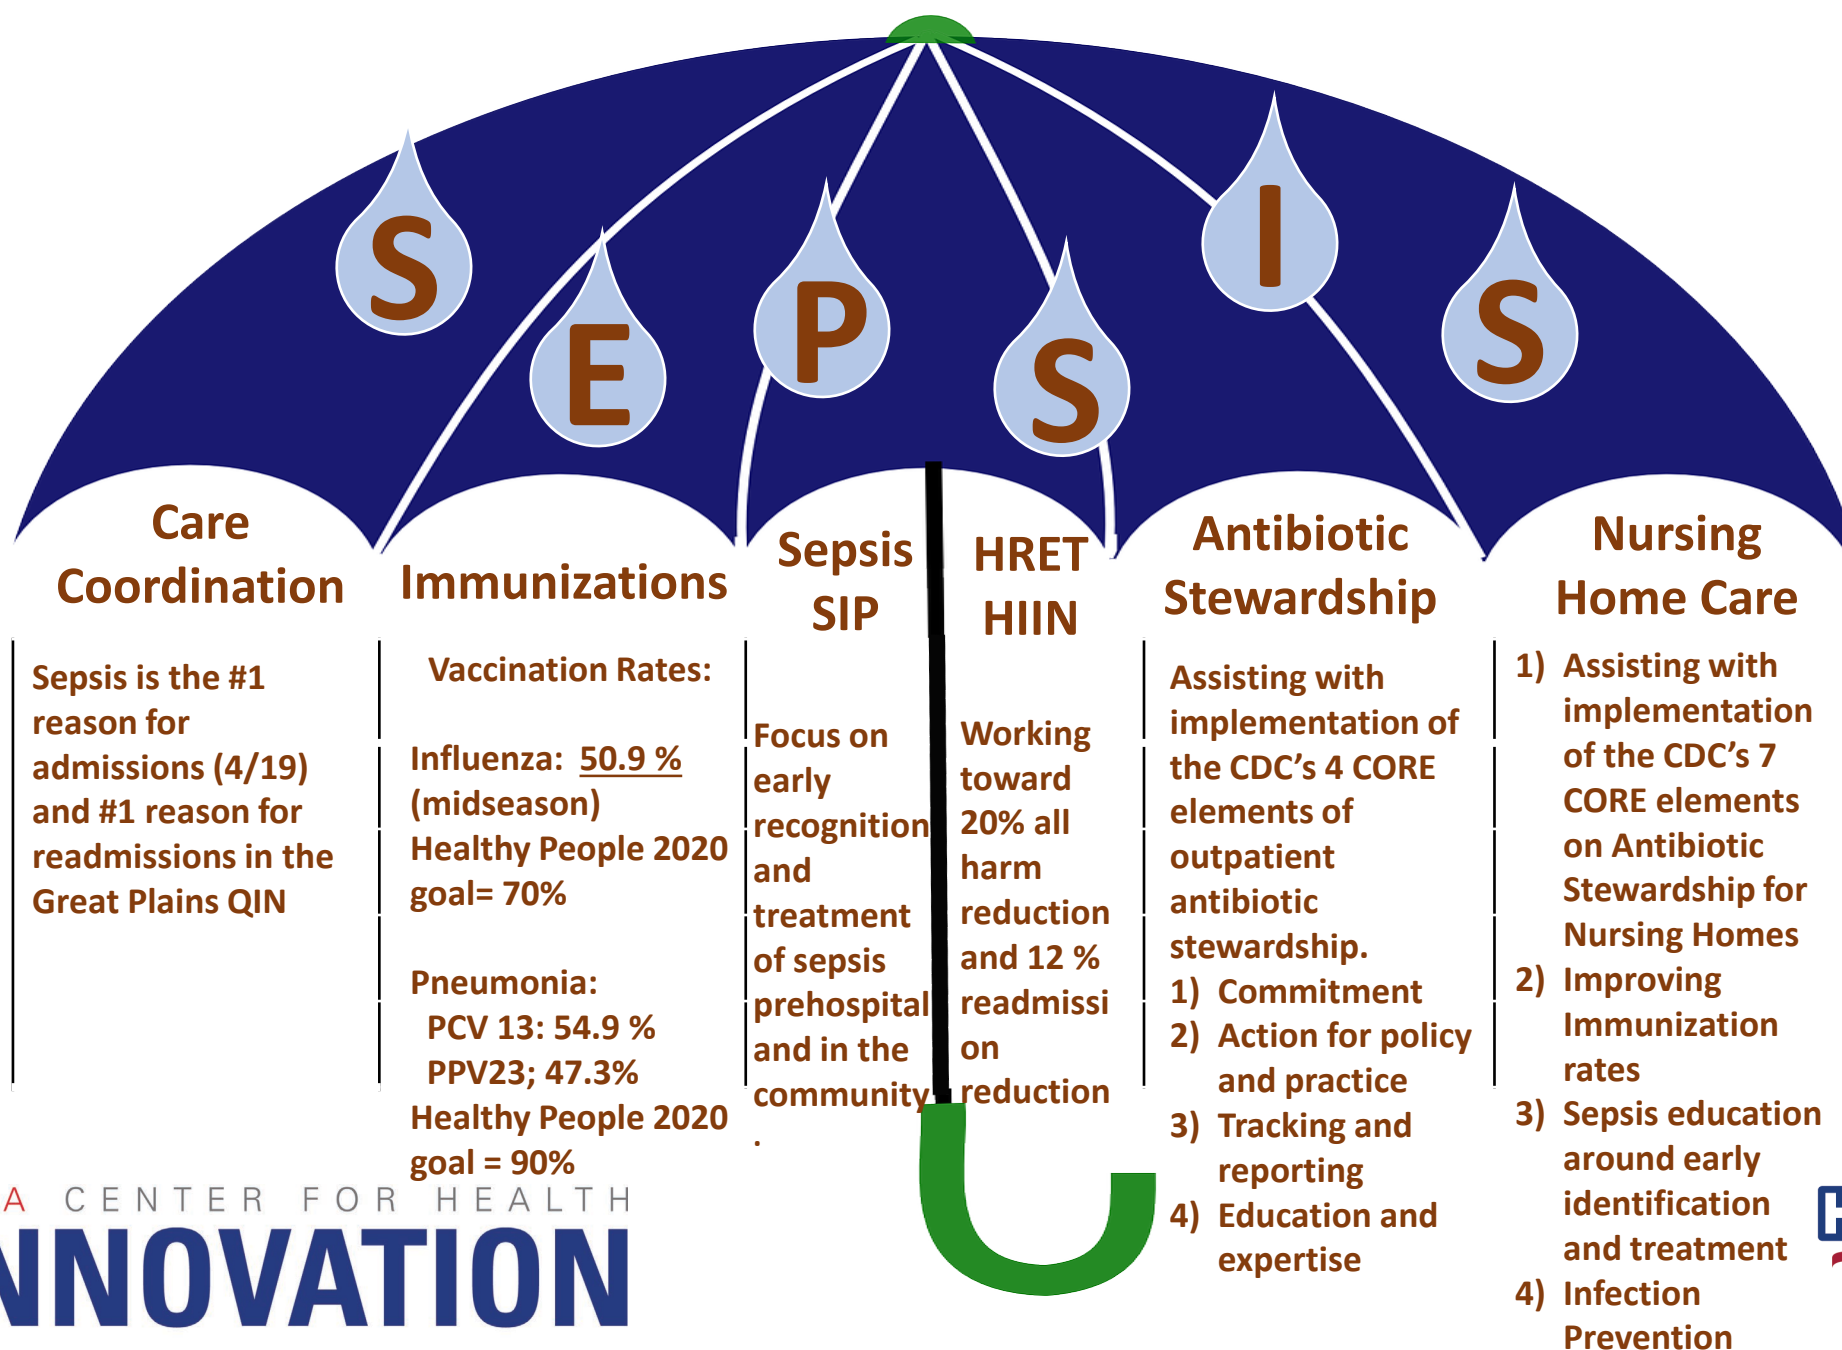 S
E
P
S
I
S
Care
Coordination
Sepsis is the #1
reason for
admissions (4/19)
and #1 reason for
readmissions in the
Great Plains QIN
Immunizations
Vaccination Rates:
Influenza: 50.9 %
(midseason)
Healthy People 2020
goal= 70%
Pneumonia:
PCV 13: 54.9 %
PPV23; 47.3%
Healthy People 2020
goal = 90%
Sepsis
SIP
Focus on
early
recognition
and
treatment
of sepsis
prehospital
and in the
community
.
HRET
HIIN
Working
toward
20% all
harm
reduction
and 12 %
readmissi
on
reduction
Antibiotic
Stewardship
Assisting with
implementation of
the CDC’s 4 CORE
elements of
outpatient
antibiotic
stewardship.
1) Commitment
2) Action for policy
and practice
3) Tracking and
reporting
4) Education and
expertise
Nursing
Home Care
1) Assisting with
implementation
of the CDC’s 7
CORE elements
on Antibiotic
Stewardship for
Nursing Homes
2) Improving
Immunization
rates
3) Sepsis education
around early
identification
and treatment
4) Infection
Prevention
A CENTER FOR HEALTH
NNOVATION
H